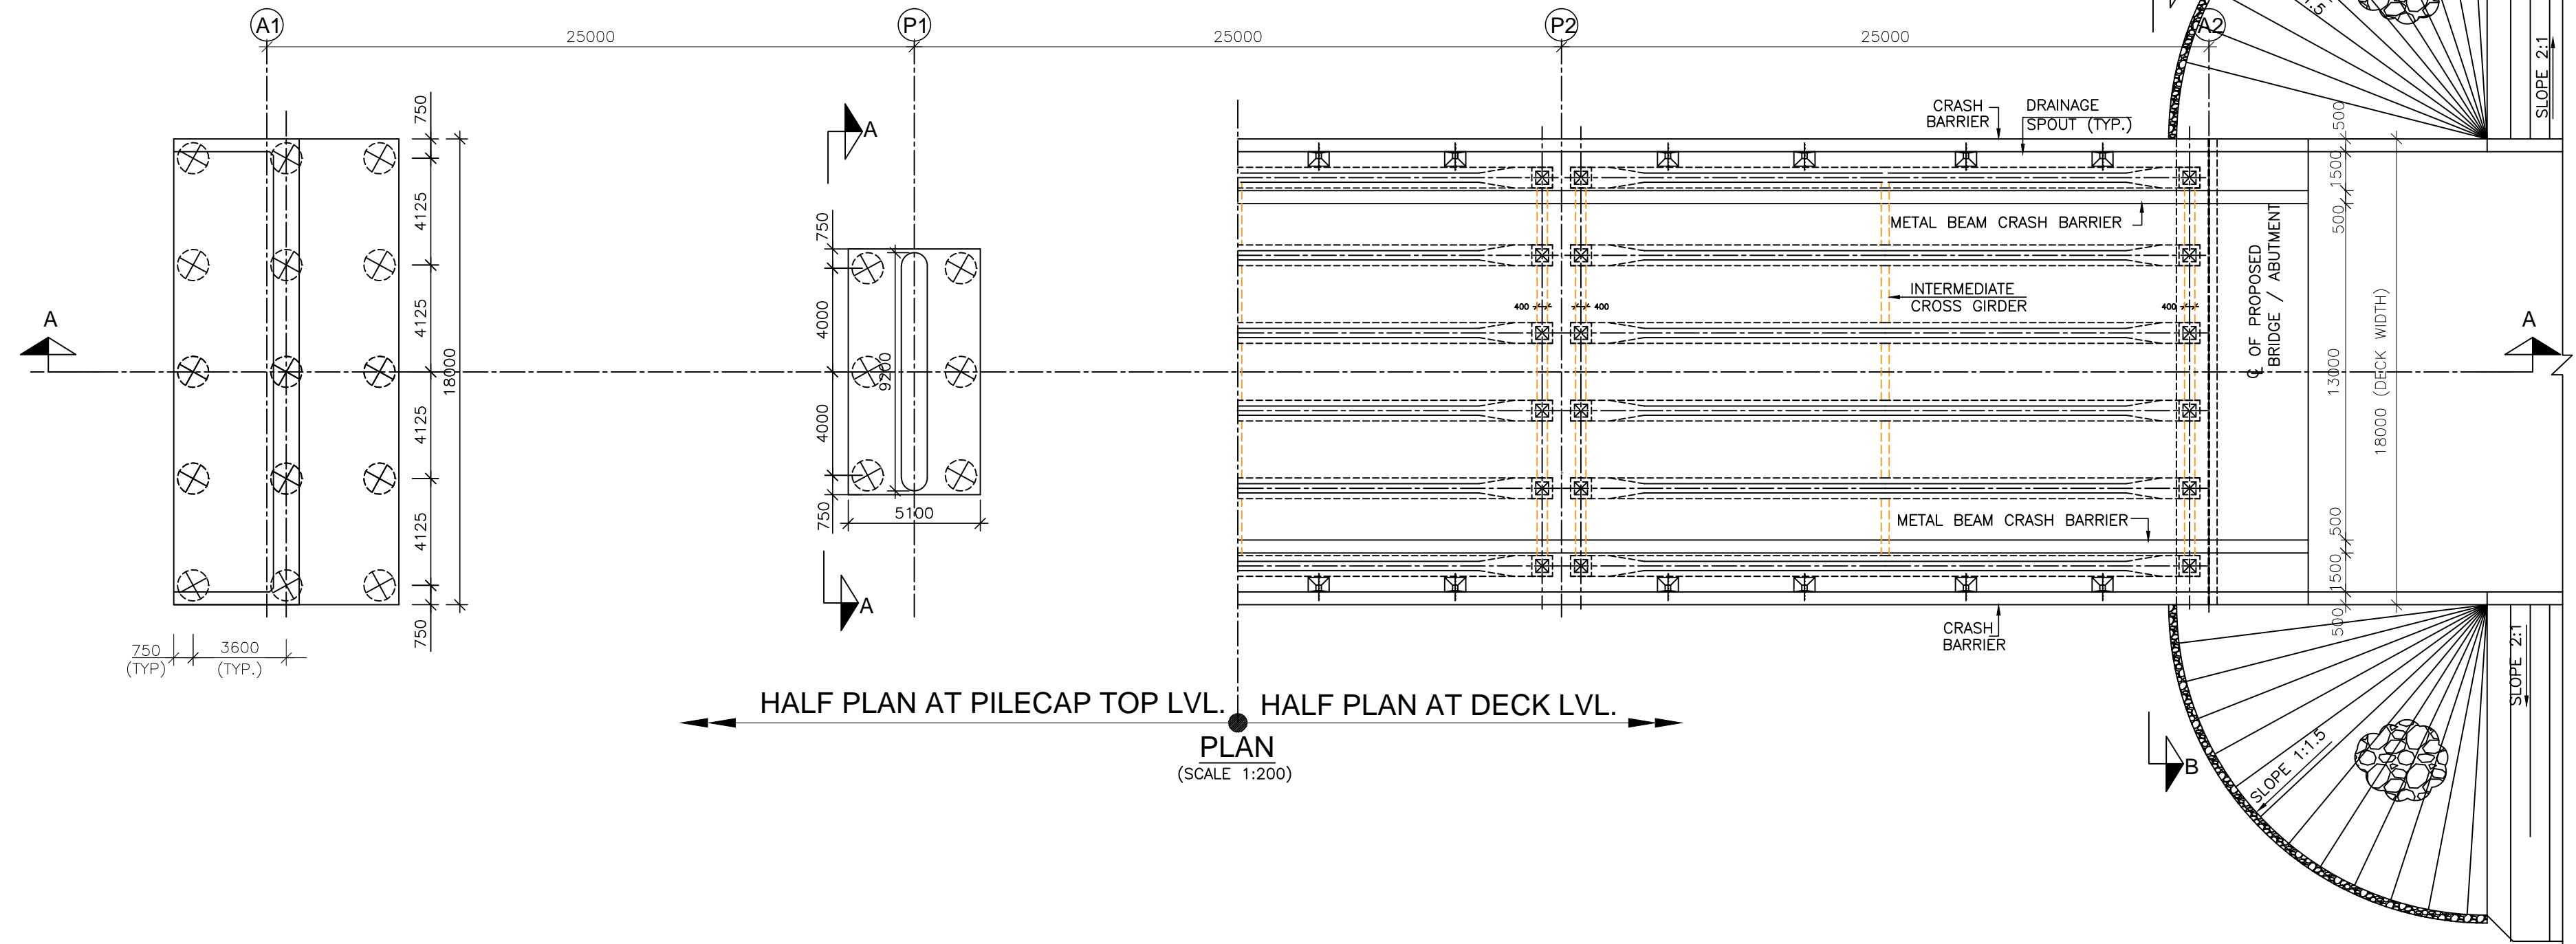 A1
P1
P2
A2
25000
25000
25000
750
4125
4125
4125
4125
750
18000
750
(TYP)
3600
(TYP.)
A
A
A
750
4000
4000
750
9200
5100
CRASH
BARRIER
DRAINAGE
SPOUT (TYP.)
METAL BEAM CRASH BARRIER
400
400
400
INTERMEDIATE
CROSS GIRDER
METAL BEAM CRASH BARRIER
CRASH
BARRIER
℄ OF PROPOSED
BRIDGE / ABUTMENT
500
1500
500
13000
500
1500
500
18000 (DECK WIDTH)
A
SLOPE 2:1
SLOPE 2:1
SLOPE 1:1.5
B
HALF PLAN AT PILECAP TOP LVL.
HALF PLAN AT DECK LVL.
PLAN
(SCALE 1:200)